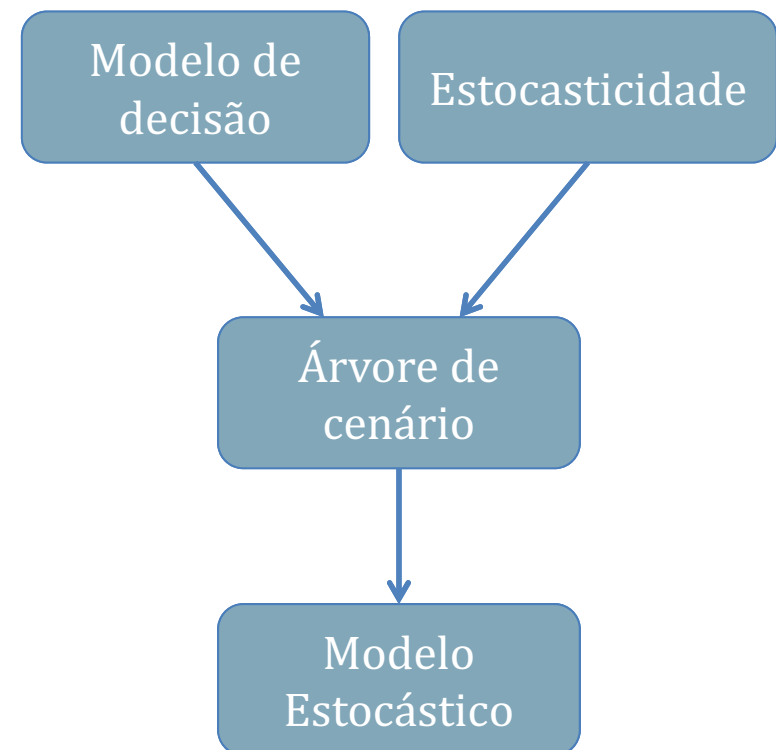 Modelo de
decisão
Estocasticidade
Árvore de
cenário
Modelo
Estocástico